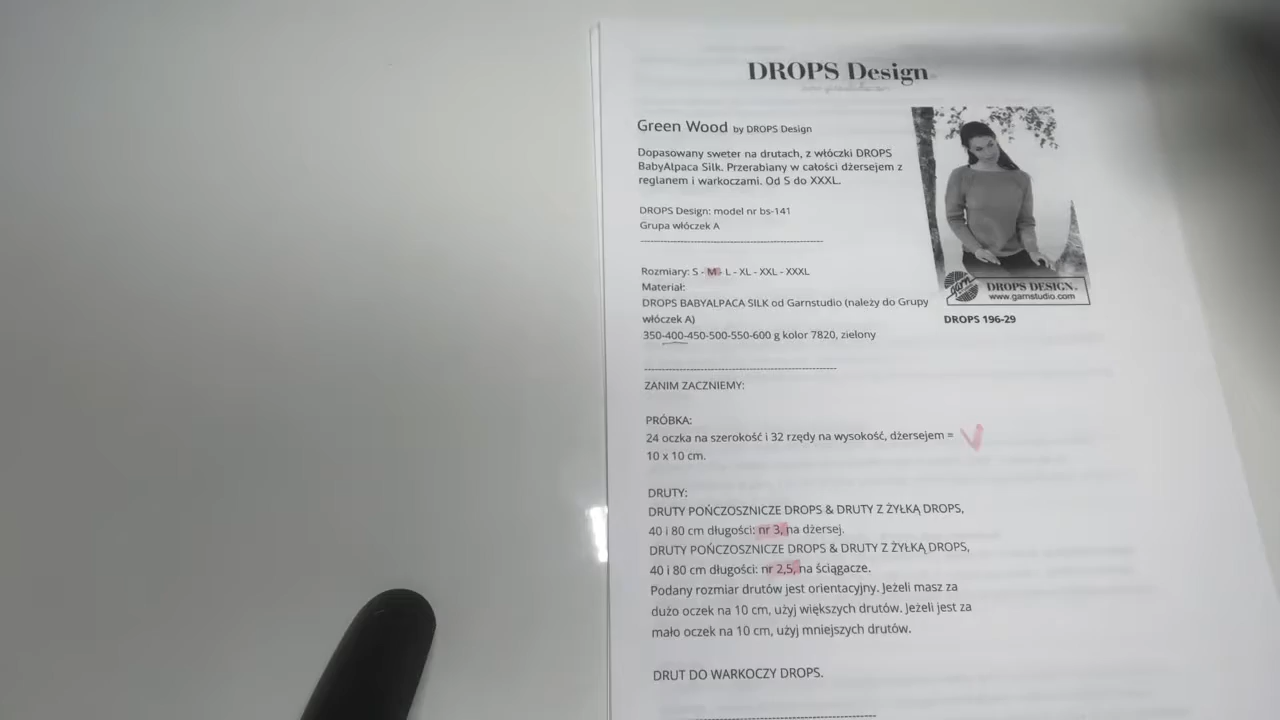 DROPS Design
Green Wood by DROPS Design
Dopasowany sweter na drutach, z włóczki DROPS
BabyAlpaca Silk. Przerabiany w całości dżersejem z
reglanem i warkoczami. Od S do XXXL.
DROPS Design: model nr bs-141
Grupa włóczek A
Rozmiary: S - M - L - XL - XXL - XXXL
Materiał:
DROPS BABYALPACA SILK od Garnstudio (należy do Grupy
włóczek A)
350-400-450-500-550-600 g kolor 7820, zielony
garn
DROPS DESIGN.
www.garnstudio.com
DROPS 196-29
ZANIM ZACZNIEMY:
PRÓBKA:
24 oczka na szerokość i 32 rzędy na wysokość, dżersejem =
10 x 10 cm.
DRUTY:
DRUTY POŃCZOSZNICZE DROPS & DRUTY Z ŻYŁKĄ DROPS,
40 i 80 cm długości: nr 3, na dżersej.
DRUTY POŃCZOSZNICZE DROPS & DRUTY Z ŻYŁKĄ DROPS,
40 i 80 cm długości: nr 2,5, na ściągacze.
Podany rozmiar drutów jest orientacyjny. Jeżeli masz za
dużo oczek na 10 cm, użyj większych drutów. Jeżeli jest za
mało oczek na 10 cm, użyj mniejszych drutów.
DRUT DO WARKOCZY DROPS.